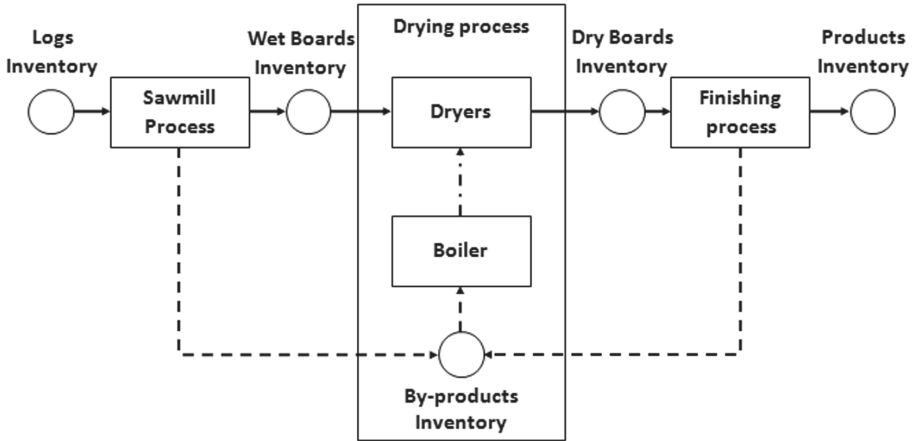 Logs
Inventory
Sawmill
Process
Wet Boards
Inventory
Drying process
Dryers
Boiler
By-products
Inventory
Dry Boards
Inventory
Finishing
process
Products
Inventory